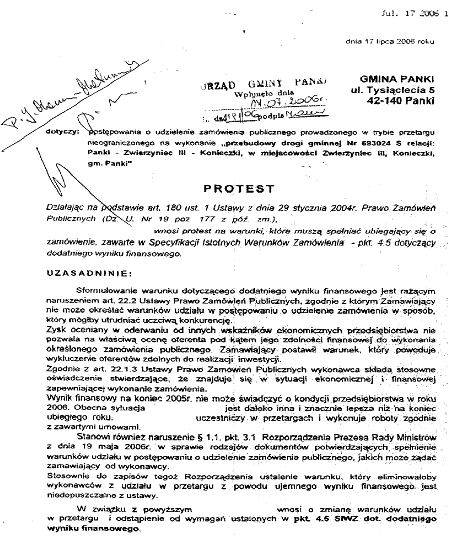 Jul. 17 2006 1
dnia 17 lipca 2006 roku
URZĄD GMINY PANKI
Wpłynęło dnia
podpis
GMINA PANKI
ul. Tysiąclecia 5
42-140 Panki
dotyczy: postępowania o udzielenie zamówienia publicznego prowadzonego w trybie przetargu
nieograniczonego na wykonanie „przebudowy drogi gminnej Nr 693024 S relacji:
Panki - Zwierzyniec III - Konieczki, w miejscowości Zwierzyniec III, Konieczki,
gm. Panki"
PROTEST
Działając na podstawie art. 180 ust. 1 Ustawy z dnia 29 stycznia 2004r. Prawo Zamówień
Publicznych (Dz. U. Nr 19 poz. 177 z póź. zm.),
wnosi protest na warunki, które muszą spełniać ubiegający się o
zamówienie, zawarte w Specyfikacji Istotnych Warunków Zamówienia - pkt. 4.5 dotyczący
dodatniego wyniku finansowego.
UZASADNINIE:
Sformułowanie warunku dotyczącego dodatniego wyniku finansowego jest rażącym
naruszeniem art. 22.2 Ustawy Prawo Zamówień Publicznych, zgodnie z którym Zamawiający
nie może określać warunków udziału w postępowaniu o udzielenie zamówienia w sposób,
który mógłby utrudniać uczciwą konkurencję.
Zysk oceniany w oderwaniu od innych wskaźników ekonomicznych przedsiębiorstwa nie
pozwala na właściwą ocenę oferenta pod kątem jego zdolności finansowej do wykonania
określonego zamówienia publicznego. Zamawiający postawił warunek, który powoduje
wykluczenie oferentów zdolnych do realizacji inwestycji.
Zgodnie z art. 22.1.3 Ustawy Prawo Zamówień Publicznych wykonawca składa stosowne
oświadczenie stwierdzające, że znajduje się w sytuacji ekonomicznej i finansowej
zapewniającej wykonanie zamówienia.
Wynik finansowy na koniec 2005r. nie może świadczyć o kondycji przedsiębiorstwa w roku
2006. Obecna sytuacja jest daleko inna i znacznie lepsza niż na koniec
ubiegłego roku. uczestniczy w przetargach i wykonuje roboty zgodnie
z zawartymi umowami.
Stanowi również naruszenie § 1.1. pkt. 3.1 Rozporządzenia Prezesa Rady Ministrów
z dnia 19 maja 2006r. w sprawie rodzajów dokumentów potwierdzających spełnienie
warunków udziału w postępowaniu o udzielenie zamówienia publicznego, jakich może żądać
zamawiający od wykonawcy.
Stosownie do zapisów tegoż Rozporządzenia ustalenie warunku, który eliminowałby
wykonawców z udziału w przetargu z powodu ujemnego wyniku finansowego jest
niedopuszczalne z ustawy.
W związku z powyższym wnosi o zmianę warunków udziału
w przetargu i odstąpienie od wymagań ustalonych w pkt. 4.5 SIWZ dot. dodatniego
wyniku finansowego.